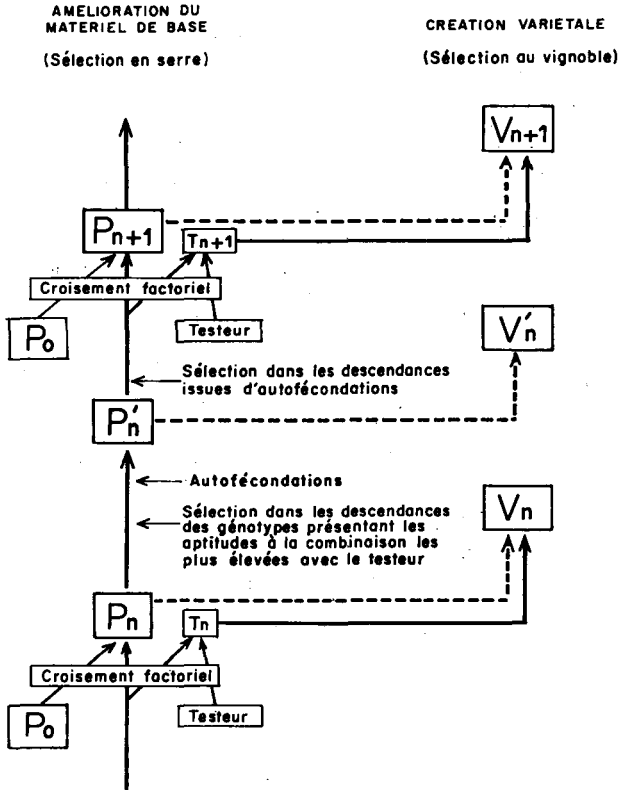 AMELIORATION DU
MATERIEL DE BASE
(Sélection en serre)
CREATION VARIETALE
(Sélection au vignoble)
Vn+1
Pn+1
Tn+1
Croisement factoriel
Po
Testeur
V'n
Sélection dans les descendances
issues d'autofécondations
P'n
Autofécondations
Vn
Sélection dans les descendances
des génotypes présentant les
aptitudes à la combinaison les
plus élevées avec le testeur
Pn
Tn
Croisement factoriel
Po
Testeur